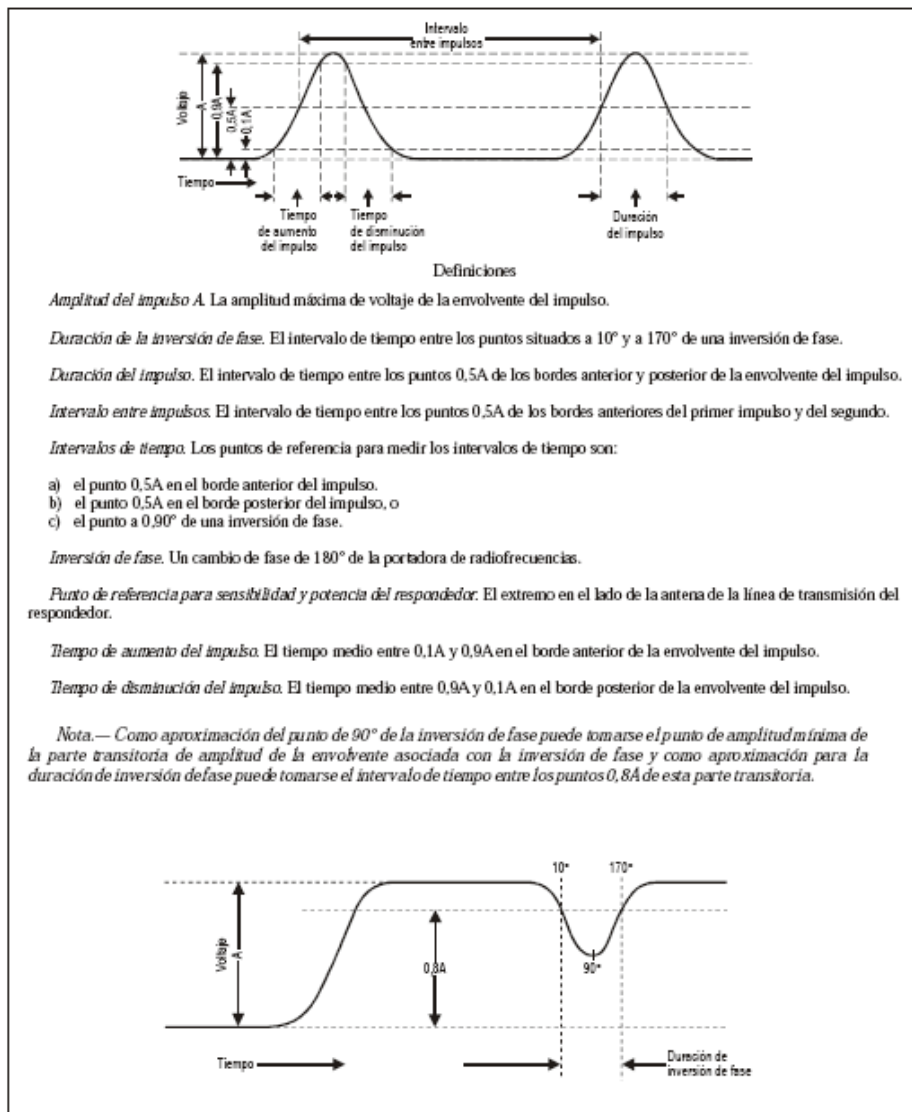 Intervalo
entre impulsos
Voltaje
A
0,9A
0,5A
0,1A
Tiempo
Tiempo
de aumento
del impulso
Tiempo
de disminución
del impulso
Duración
del impulso
Definiciones
Amplitud del impulso A. La amplitud máxima de voltaje de la envolvente del impulso.
Duración de la inversión de fase. El intervalo de tiempo entre los puntos situados a 10° y a 170° de una inversión de fase.
Duración del impulso. El intervalo de tiempo entre los puntos 0,5A de los bordes anterior y posterior de la envolvente del impulso.
Intervalo entre impulsos. El intervalo de tiempo entre los puntos 0,5A de los bordes anteriores del primer impulso y del segundo.
Intervalos de tiempo. Los puntos de referencia para medir los intervalos de tiempo son:
a) el punto 0,5A en el borde anterior del impulso.
b) el punto 0,5A en el borde posterior del impulso, o
c) el punto a 0,90° de una inversión de fase.
Inversión de fase. Un cambio de fase de 180° de la portadora de radiofrecuencias.
Punto de referencia para sensibilidad y potencia del respondedor. El extremo en el lado de la antena de la línea de transmisión del
respondedor.
Tiempo de aumento del impulso. El tiempo medio entre 0,1A y 0,9A en el borde anterior de la envolvente del impulso.
Tiempo de disminución del impulso. El tiempo medio entre 0,9A y 0,1A en el borde posterior de la envolvente del impulso.
Nota.— Como aproximación del punto de 90° de la inversión de fase puede tomarse el punto de amplitud mínima de
la parte transitoria de amplitud de la envolvente asociada con la inversión de fase y como aproximación para la
duración de inversión de fase puede tomarse el intervalo de tiempo entre los puntos 0,8A de esta parte transitoria.
10°
170°
Voltaje
A
0,8A
90°
Tiempo
Duración de
inversión de fase